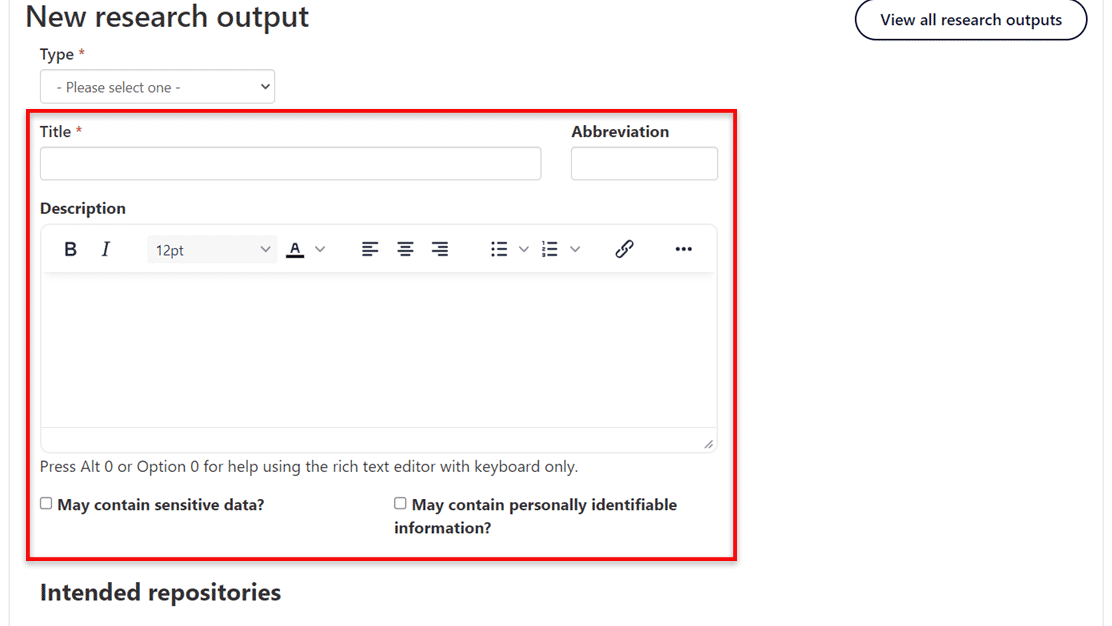 New research output
View all research outputs
Type *
- Please select one -
Title *
Abbreviation
Description
B I 12pt A
Press Alt 0 or Option 0 for help using the rich text editor with keyboard only.
May contain sensitive data?
May contain personally identifiable
information?
Intended repositories